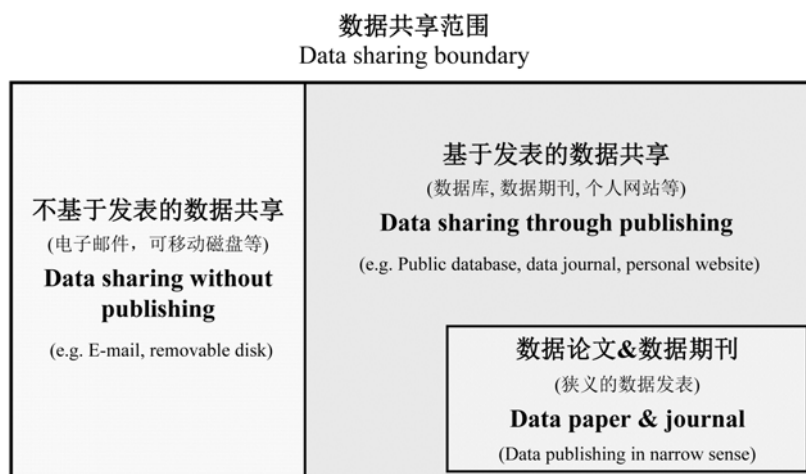 数据共享范围
Data sharing boundary
不基于发表的数据共享
(电子邮件，可移动磁盘等)
Data sharing without
publishing
(e.g. E-mail, removable disk)
基于发表的数据共享
(数据库, 数据期刊, 个人网站等)
Data sharing through publishing
(e.g. Public database, data journal, personal website)
数据论文&数据期刊
(狭义的数据发表)
Data paper & journal
(Data publishing in narrow sense)